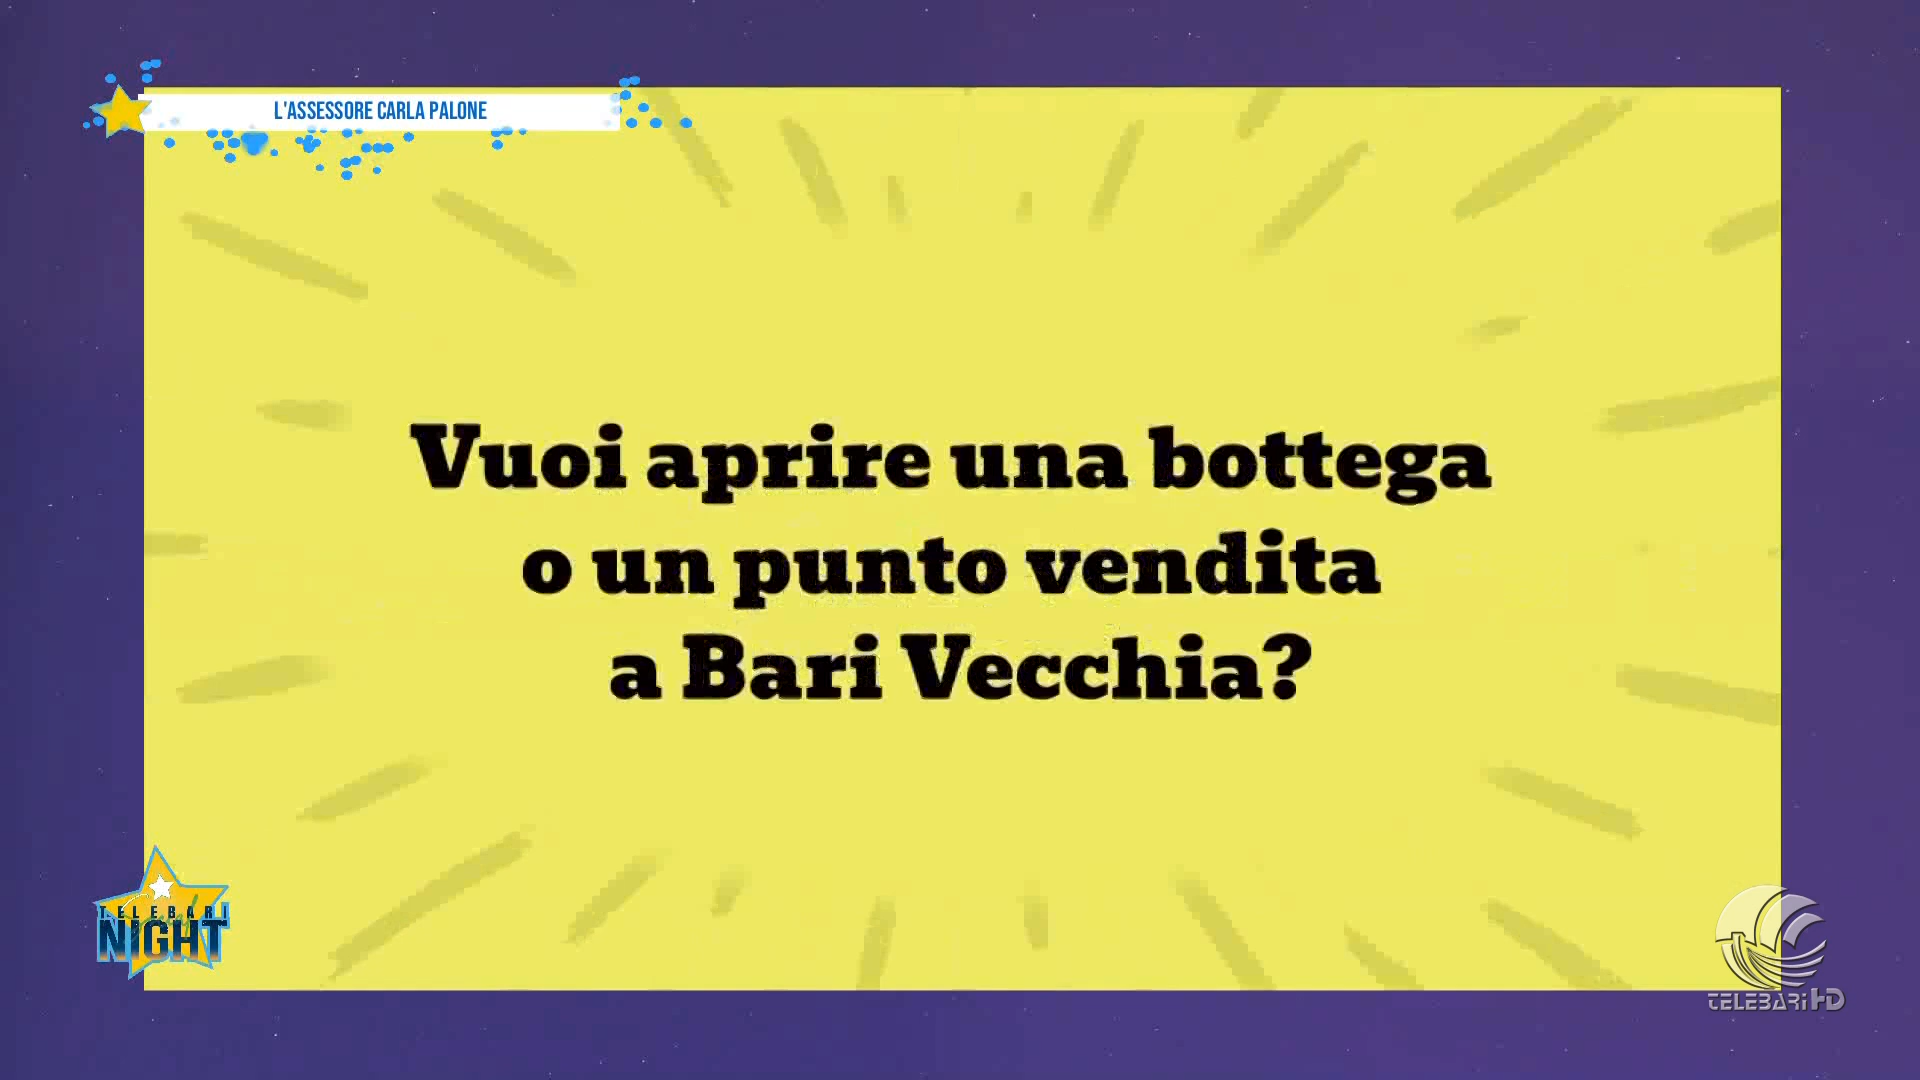 L'ASSESSORE CARLA PALONE
Vuoi aprire una bottega
o un punto vendita
a Bari Vecchia?
TELEBARI
NIGHT
TELEBARI HD